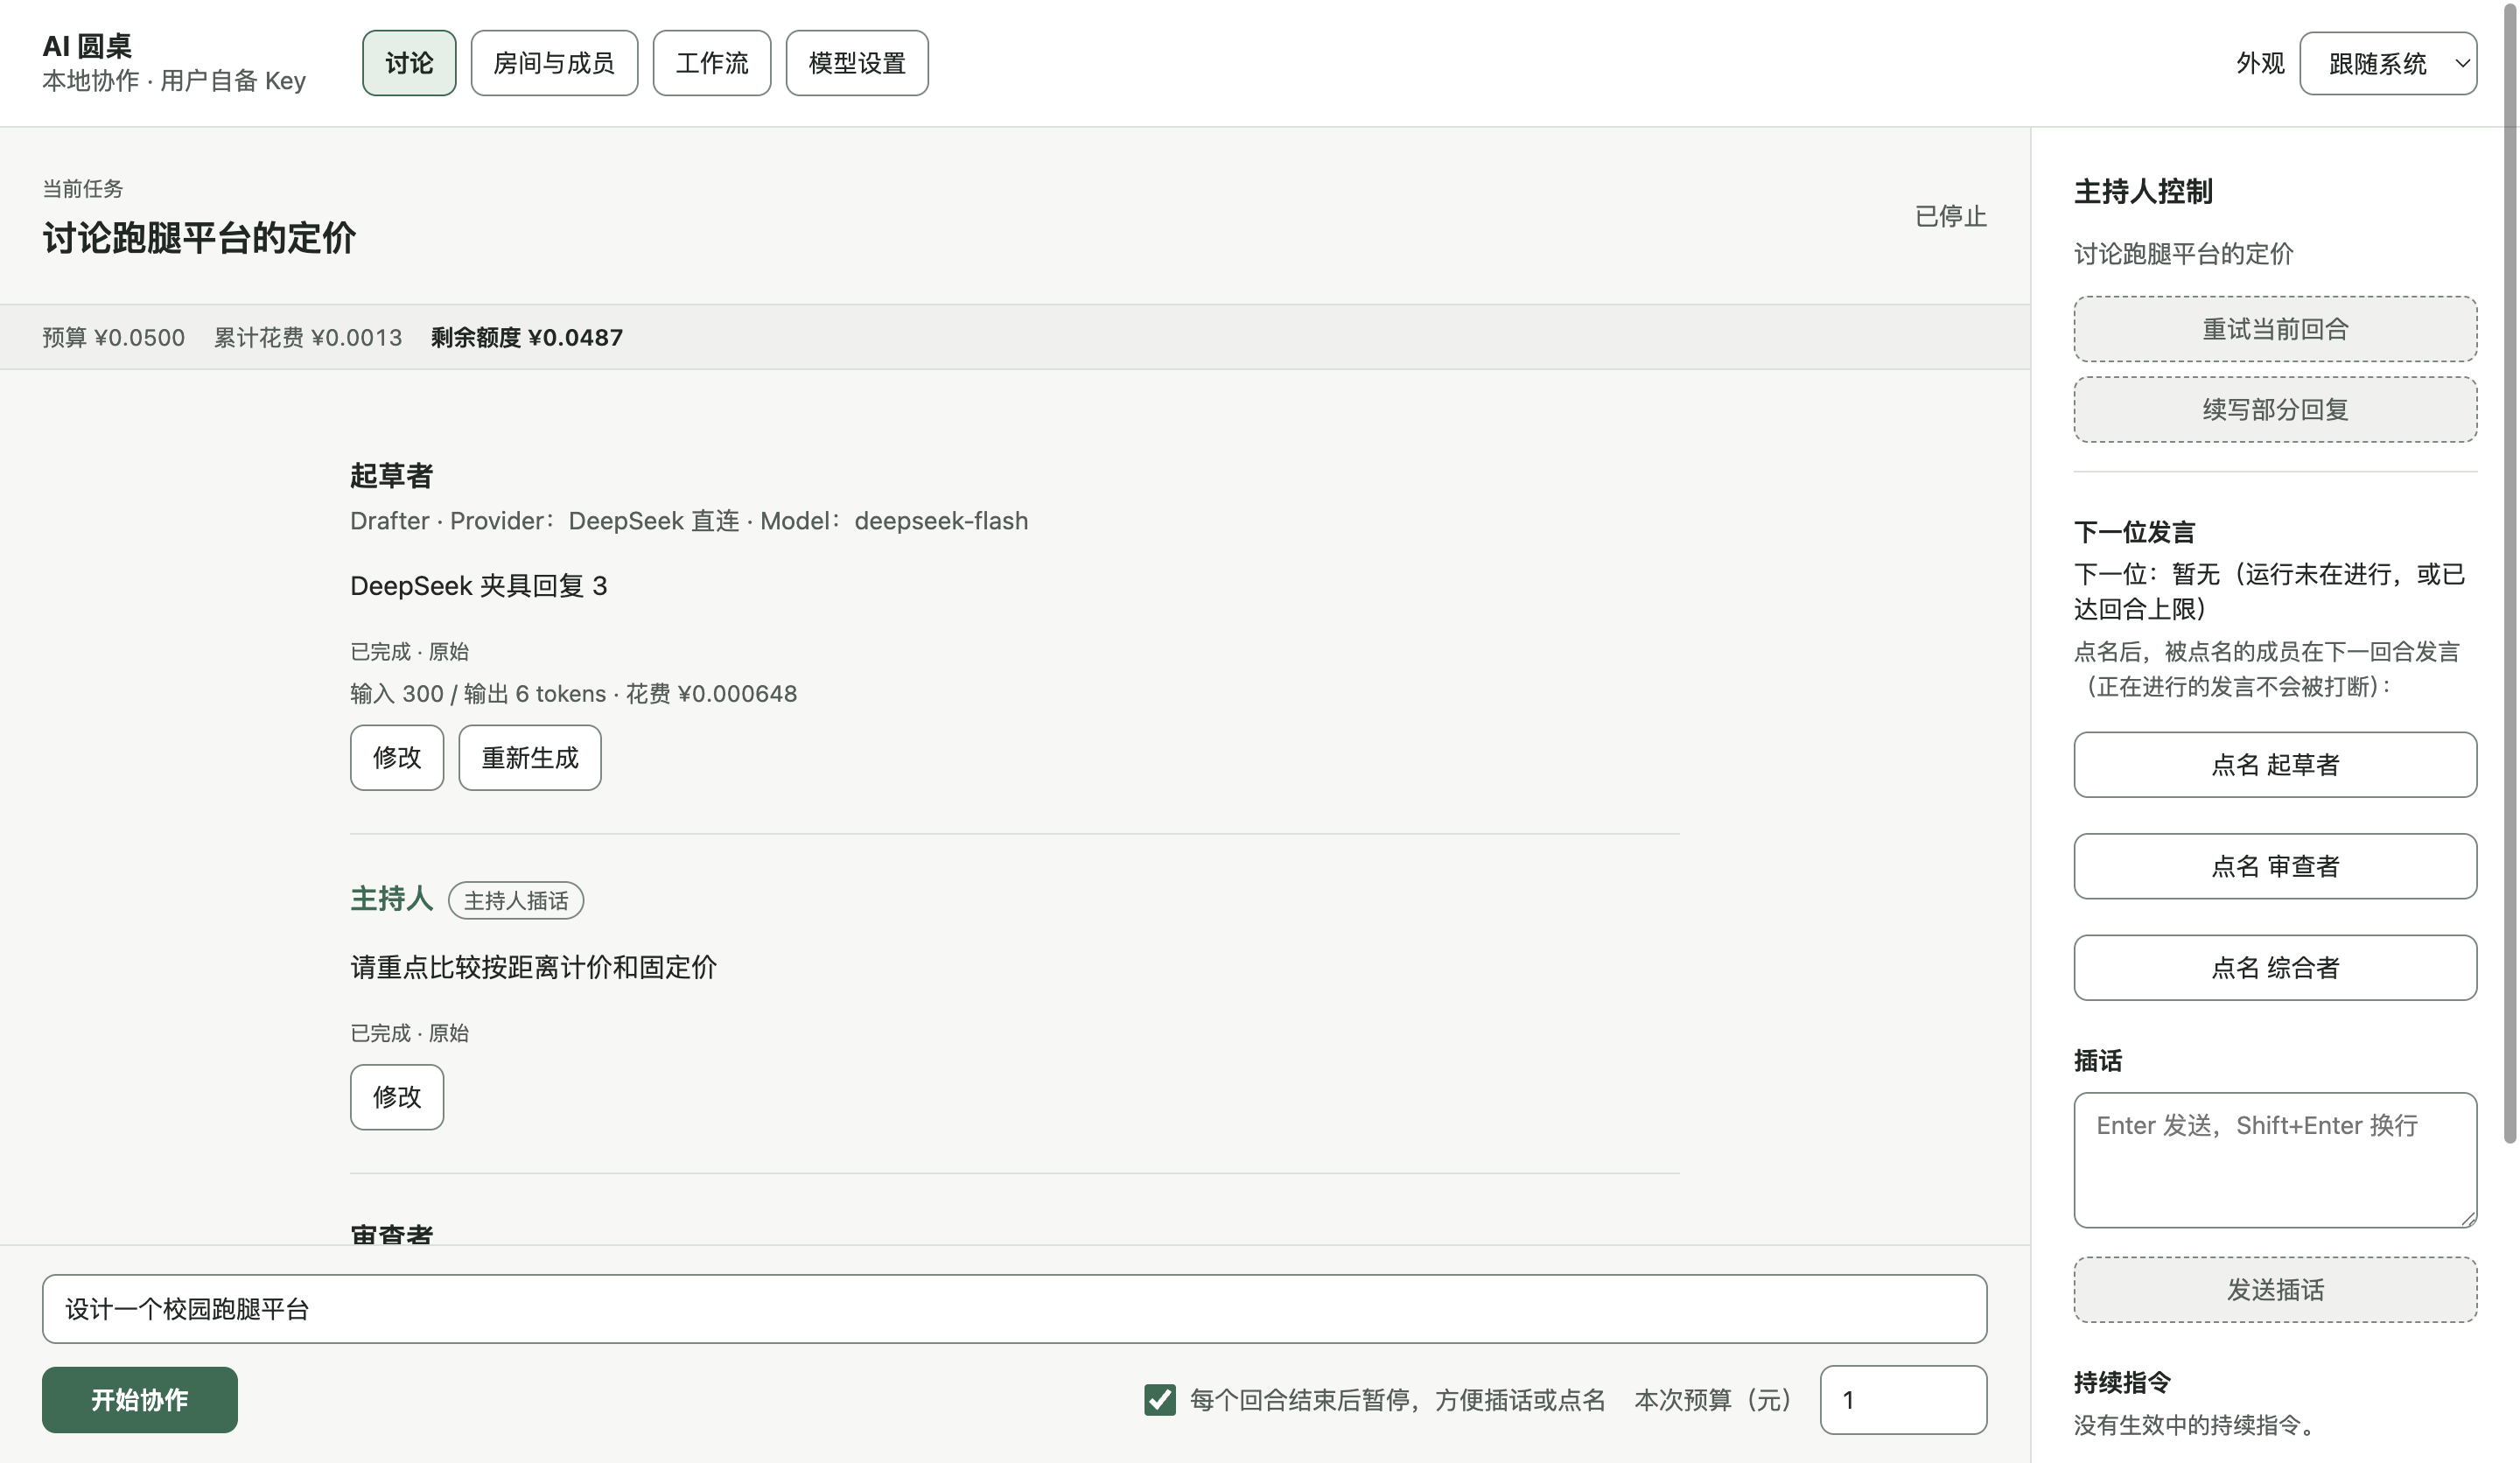 AI 圆桌
本地协作 · 用户自备 Key
讨论
房间与成员
工作流
模型设置
外观
跟随系统
当前任务
讨论跑腿平台的定价
已停止
预算 ¥0.0500 累计花费 ¥0.0013 剩余额度 ¥0.0487
起草者
Drafter · Provider： DeepSeek 直连 · Model： deepseek-flash
DeepSeek 夹具回复 3
已完成 · 原始
输入 300 / 输出 6 tokens · 花费 ¥0.000648
修改
重新生成
主持人
主持人插话
请重点比较按距离计价和固定价
已完成 · 原始
修改
审查者
设计一个校园跑腿平台
开始协作
每个回合结束后暂停，方便插话或点名
本次预算（元）
1
主持人控制
讨论跑腿平台的定价
重试当前回合
续写部分回复
下一位发言
下一位：暂无（运行未在进行，或已
达回合上限）
点名后，被点名的成员在下一回合发言
（正在进行的发言不会被打断）：
点名 起草者
点名 审查者
点名 综合者
插话
Enter 发送，Shift+Enter 换行
发送插话
持续指令
没有生效中的持续指令。